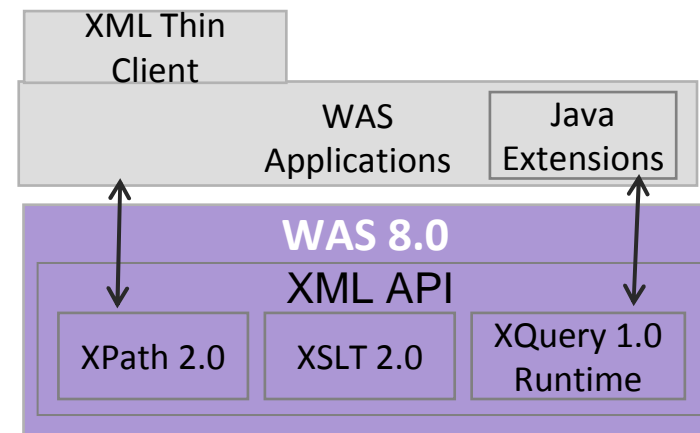 XML Thin
Client
WAS
Applications
Java
Extensions
WAS 8.0
XML API
XPath 2.0
XSLT 2.0
XQuery 1.0
Runtime